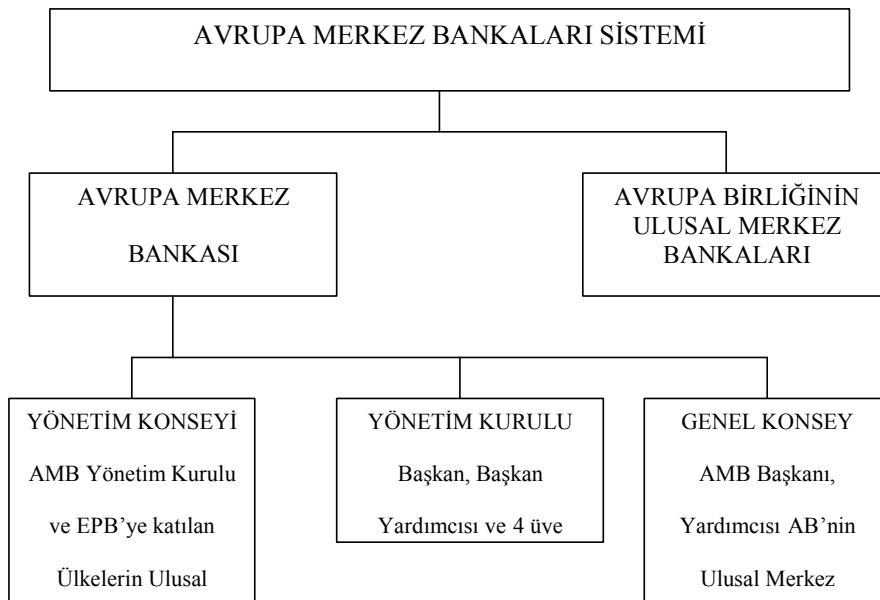 AVRUPA MERKEZ BANKALARI SİSTEMİ
AVRUPA MERKEZ
BANKASI
AVRUPA BİRLİĞİNİN
ULUSAL MERKEZ
BANKALARI
YÖNETİM KONSEYİ
AMB Yönetim Kurulu
ve EPB’ye katılan
Ülkelerin Ulusal
YÖNETİM KURULU
Başkan, Başkan
Yardımcısı ve 4 üye
GENEL KONSEY
AMB Başkanı,
Yardımcısı AB’nin
Ulusal Merkez